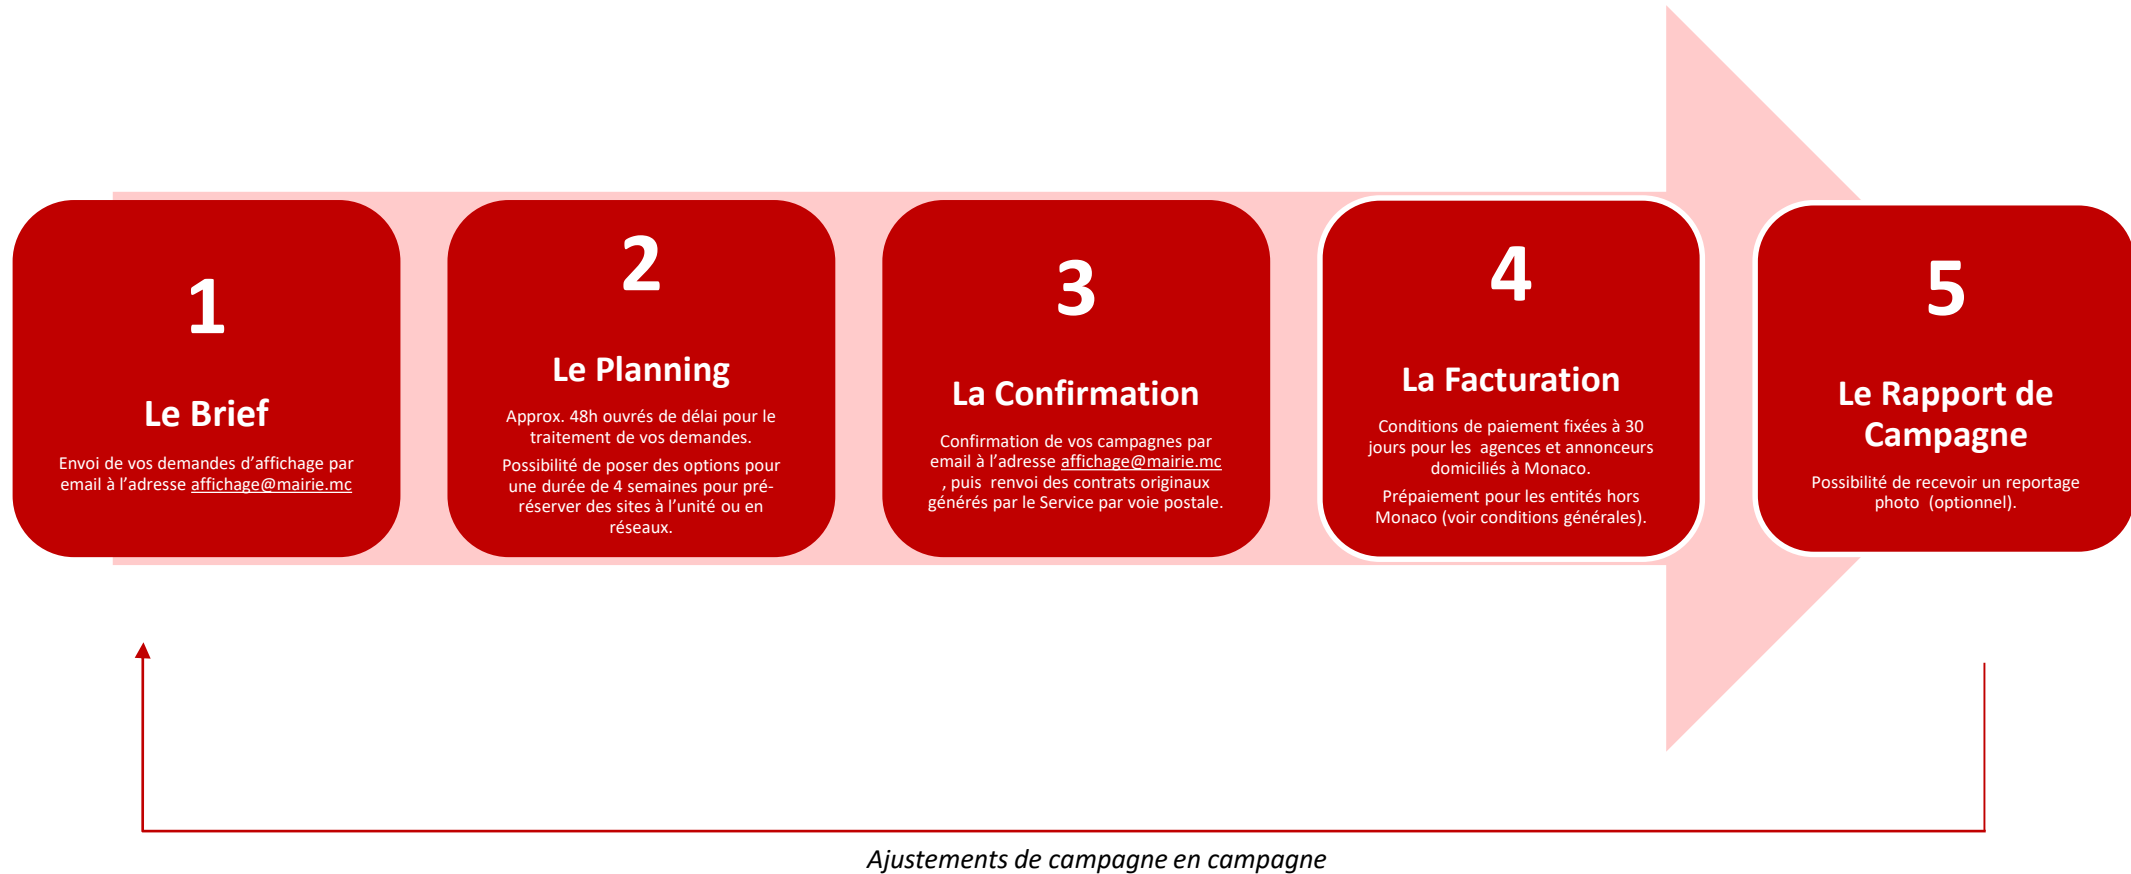 1
Le Brief
Envoi de vos demandes d’affichage par
email à l’adresse affichage@mairie.mc
2
Le Planning
Approx. 48h ouvrés de délai pour le
traitement de vos demandes.
Possibilité de poser des options pour
une durée de 4 semaines pour pré-
réserver des sites à l’unité ou en
réseaux.
3
La Confirmation
Confirmation de vos campagnes par
email à l’adresse affichage@mairie.mc
, puis renvoi des contrats originaux
générés par le Service par voie postale.
4
La Facturation
Conditions de paiement fixées à 30
jours pour les agences et annonceurs
domiciliés à Monaco.
Prépaiement pour les entités hors
Monaco (voir conditions générales).
5
Le Rapport de
Campagne
Possibilité de recevoir un reportage
photo (optionnel).
Ajustements de campagne en campagne